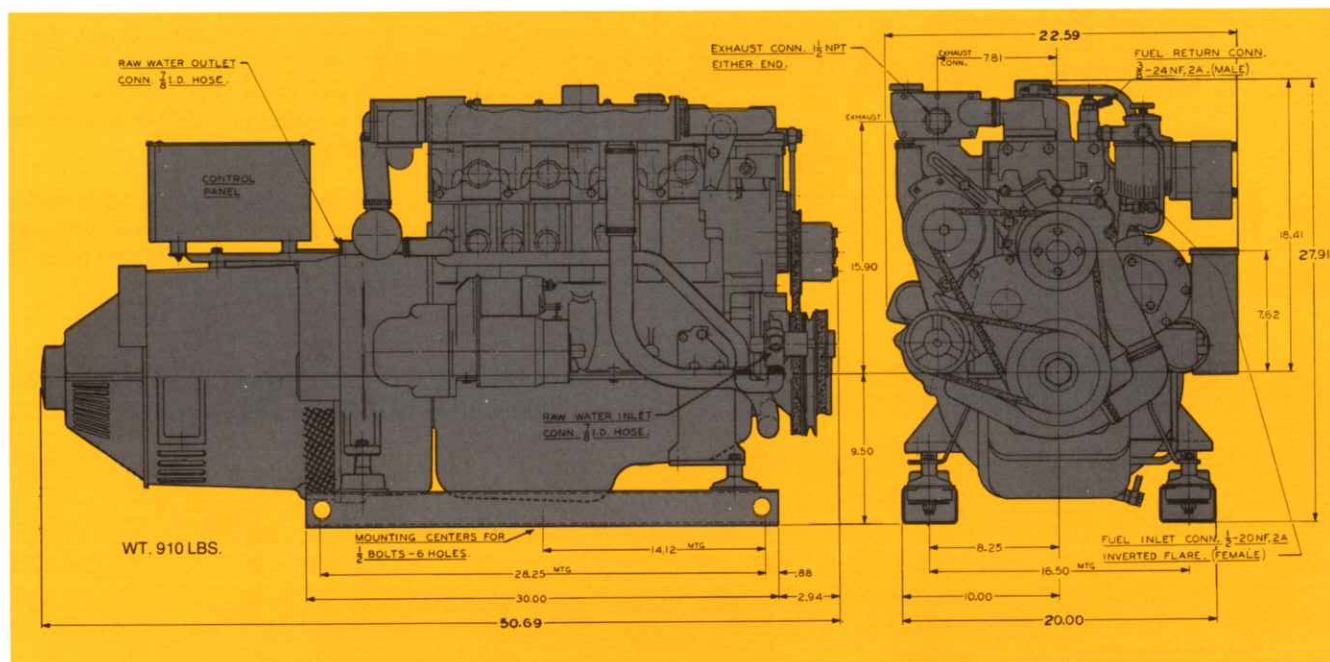 RAW WATER OUTLET
CONN. 7/8 I.D. HOSE.
CONTROL
PANEL
WT. 910 LBS.
RAW WATER INLET
CONN. 7/8 I.D. HOSE.
MOUNTING CENTERS FOR
1/2 BOLTS-6 HOLES.
14.12 MTG
28.25 MTG
.88
30.00
2.94
50.69
EXHAUST
15.90
9.50
EXHAUST CONN. 1 1/2 NPT
EITHER END.
22.59
EXHAUST
CONN.
7.81
FUEL RETURN CONN.
3/8-24NF, 2A. (MALE)
18.41
27.91
7.62
FUEL INLET CONN. 1/2-20NF, 2A
INVERTED FLARE. (FEMALE)
8.25
16.50 MTG
10.00
20.00